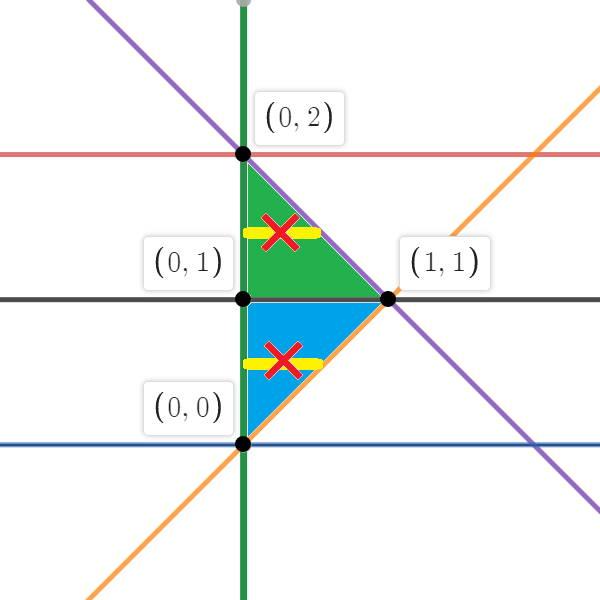 (0, 2)
(0, 1)
(1, 1)
(0, 0)